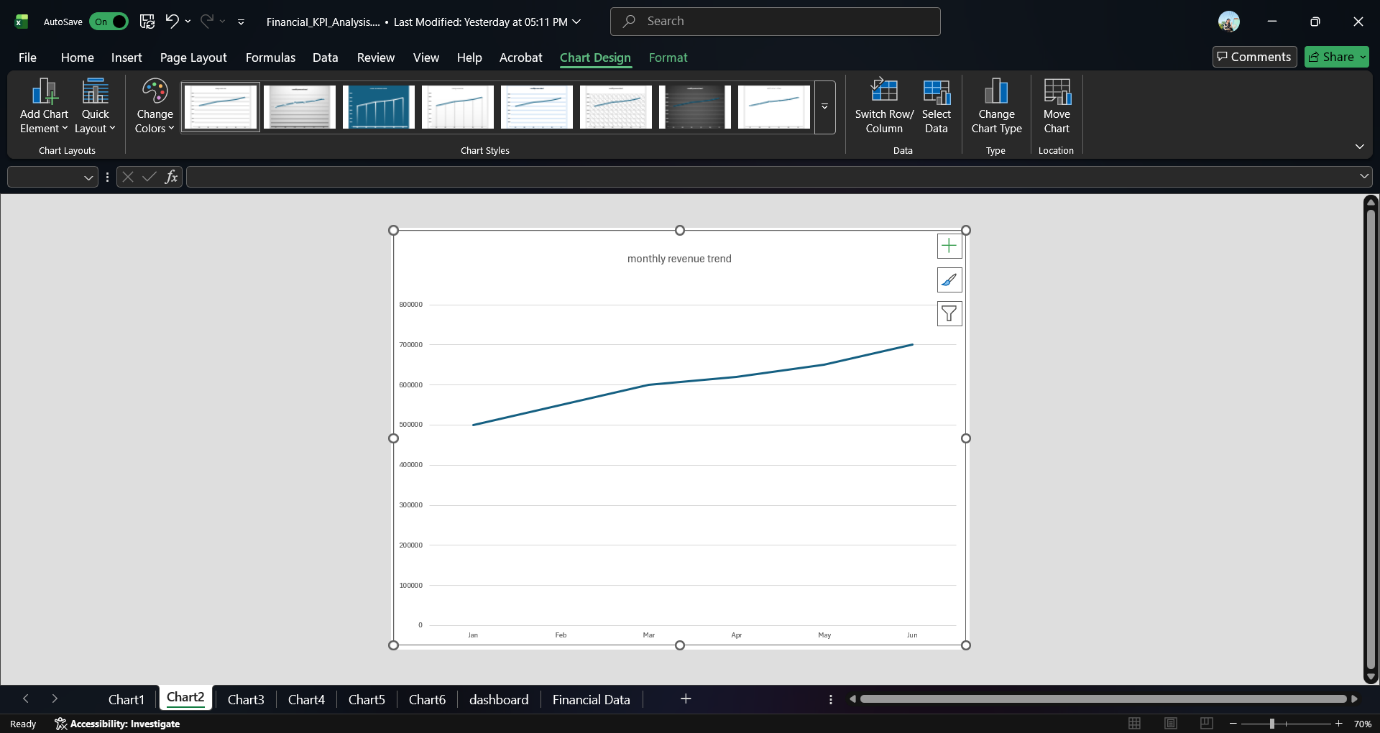 AutoSave On Financial_KPI_Analysis.... • Last Modified: Yesterday at 05:11 PM Search
File Home Insert Page Layout Formulas Data Review View Help Acrobat Chart Design Format Comments Share
Add Chart Element
Quick Layout
Change Colors
Switch Row/ Column
Select Data
Change Chart Type
Move Chart
Chart Layouts Chart Styles Data Type Location
fx
monthly revenue trend
800000
700000
600000
500000
400000
300000
200000
100000
0
Jan Feb Mar Apr May Jun
Chart1 Chart2 Chart3 Chart4 Chart5 Chart6 dashboard Financial Data
Ready Accessibility: Investigate 70%